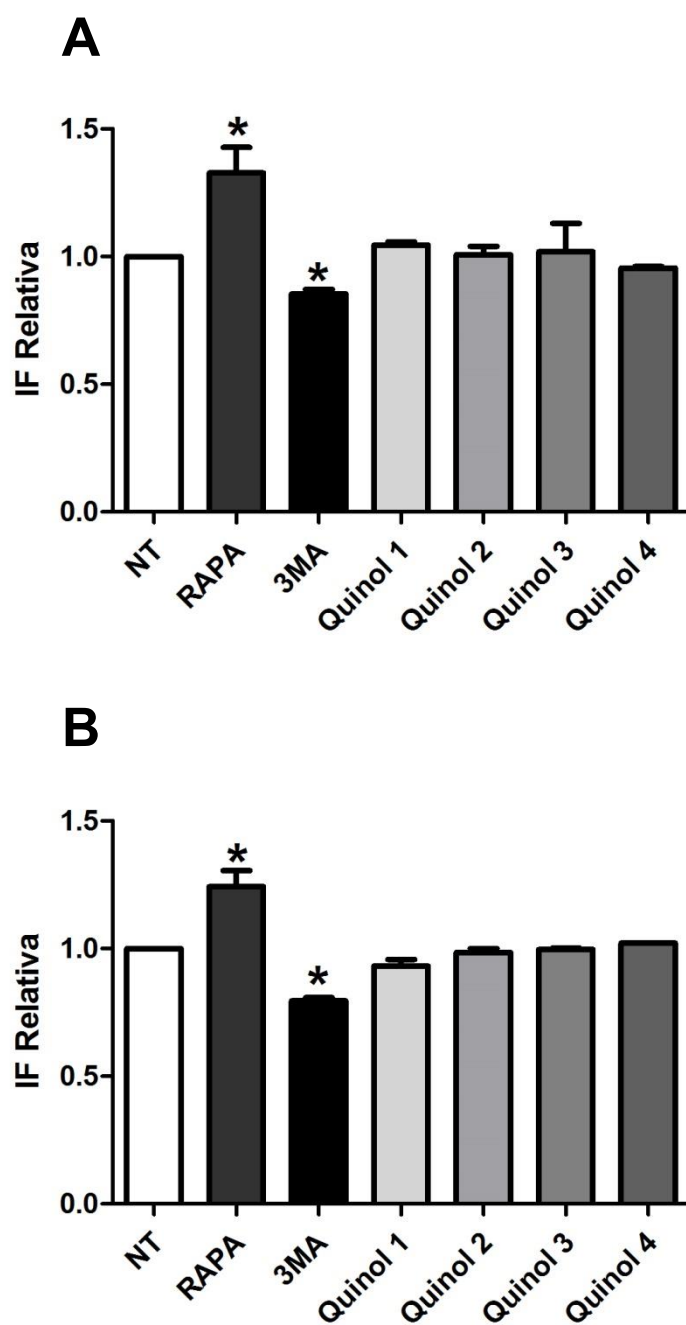 A
1.5
1.0
0.5
0.0
IF Relativa
*
*
NT
RAPA
3MA
Quinol 1
Quinol 2
Quinol 3
Quinol 4
B
1.5
1.0
0.5
0.0
IF Relativa
*
*
NT
RAPA
3MA
Quinol 1
Quinol 2
Quinol 3
Quinol 4